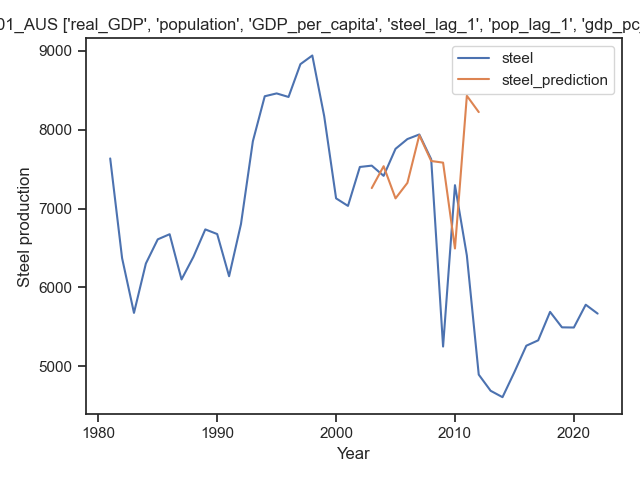 01_AUS ['real_GDP', 'population', 'GDP_per_capita', 'steel_lag_1', 'pop_lag_1', 'gdp_pc_
steel
steel_prediction
9000
8000
7000
6000
5000
Steel production
1980
1990
2000
2010
2020
Year